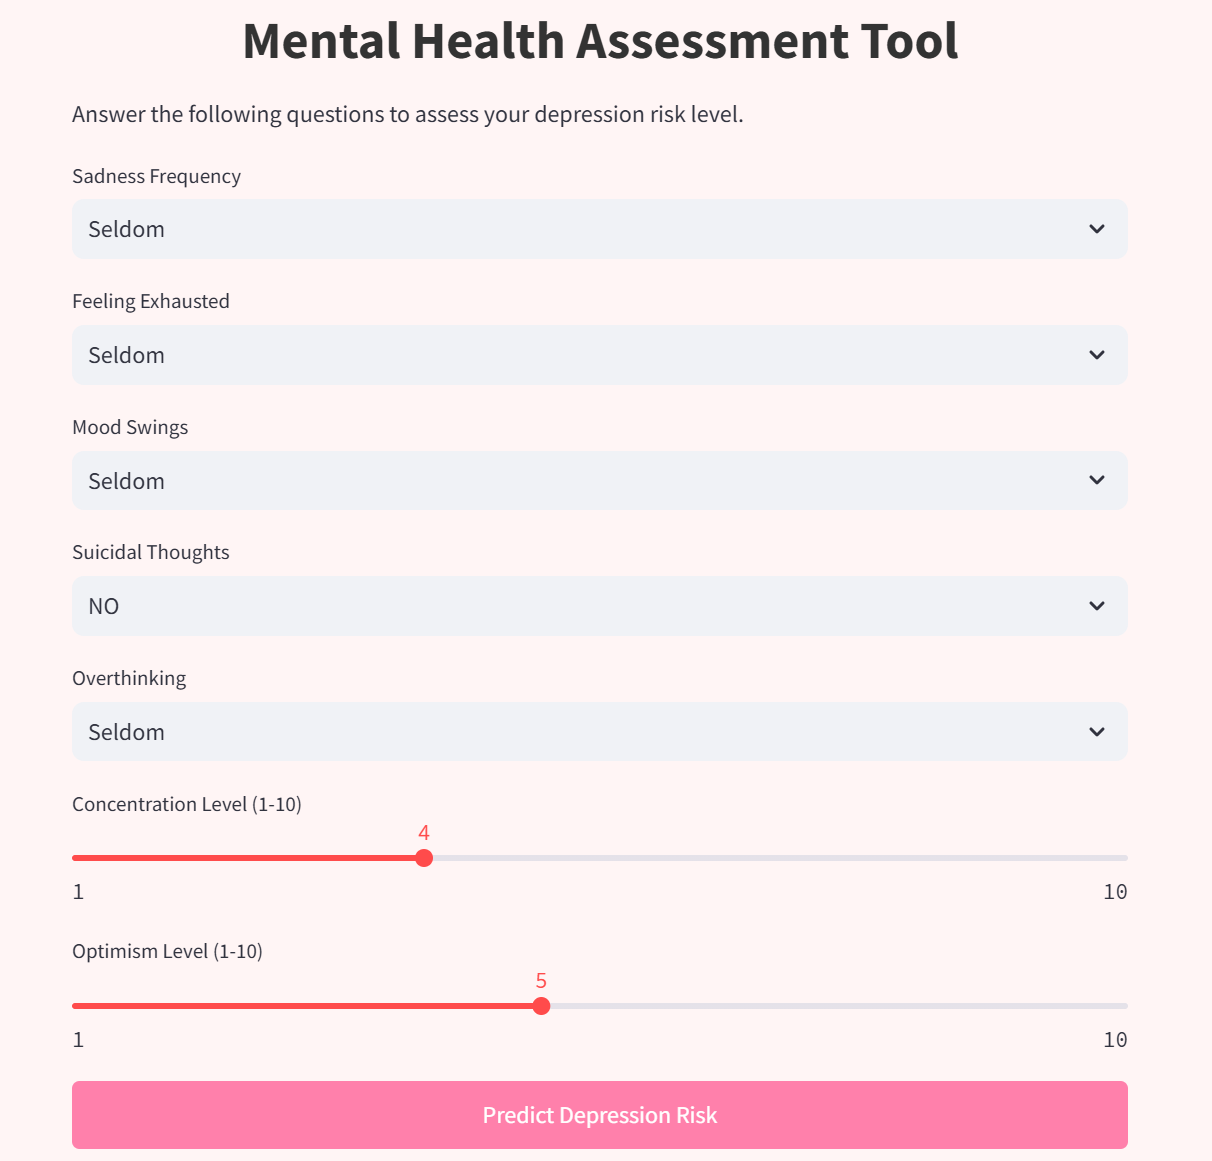 Mental Health Assessment Tool
Answer the following questions to assess your depression risk level.
Sadness Frequency
Seldom
Feeling Exhausted
Seldom
Mood Swings
Seldom
Suicidal Thoughts
NO
Overthinking
Seldom
Concentration Level (1-10)
4
1 10
Optimism Level (1-10)
5
1 10
Predict Depression Risk